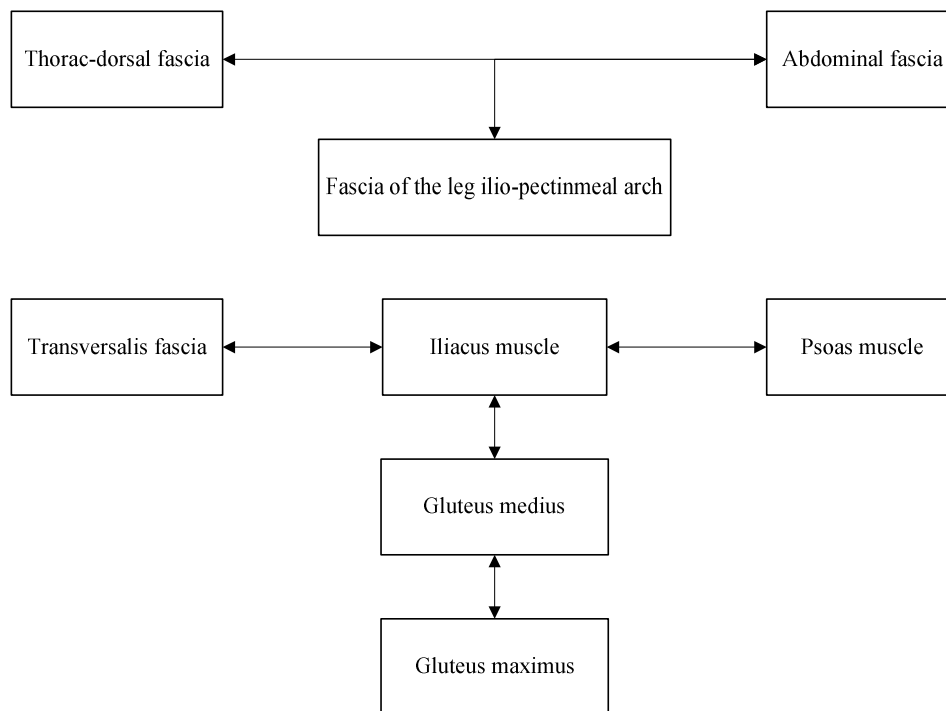 Thorac-dorsal fascia
Abdominal fascia
Fascia of the leg ilio-pectinmeal arch
Transversalis fascia
Iliacus muscle
Psoas muscle
Gluteus medius
Gluteus maximus